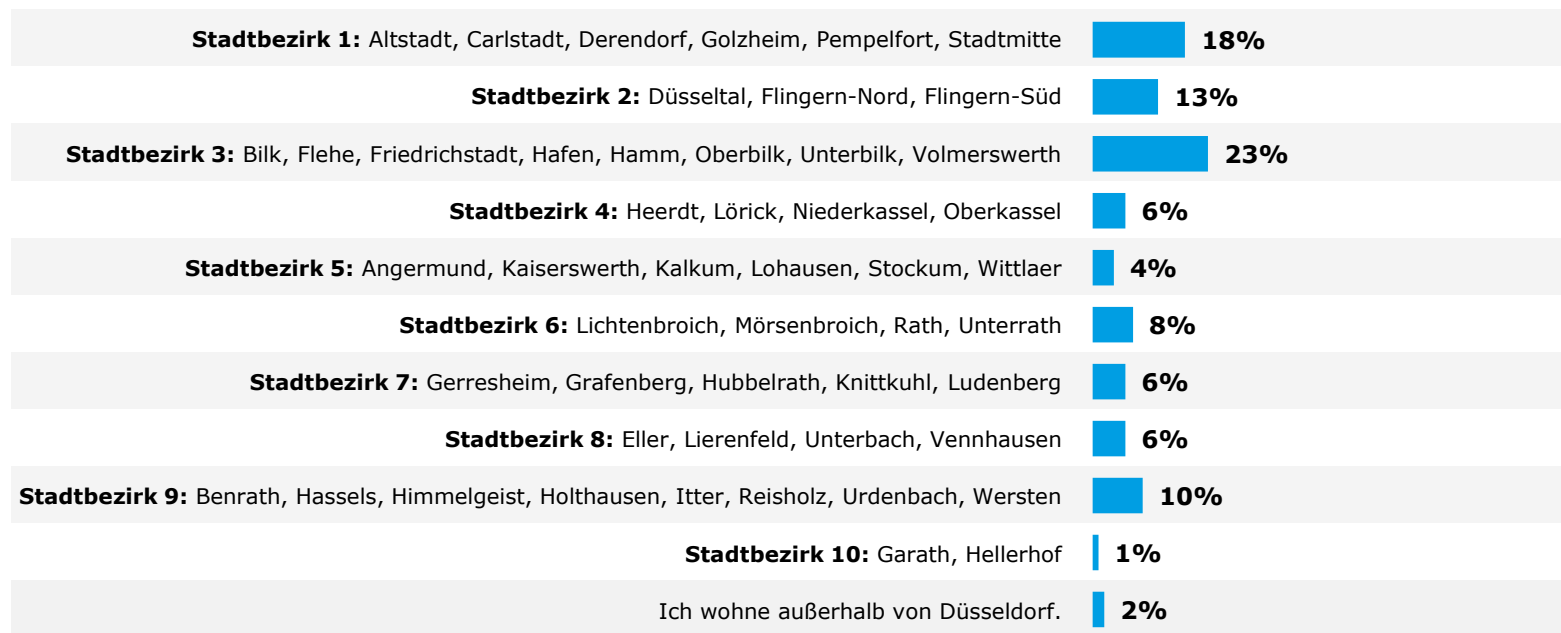 Stadtbezirk 1: Altstadt, Carlstadt, Derendorf, Golzheim, Pempelfort, Stadtmitte 18%
Stadtbezirk 2: Düsseltal, Flingern-Nord, Flingern-Süd 13%
Stadtbezirk 3: Bilk, Flehe, Friedrichstadt, Hafen, Hamm, Oberbilk, Unterbilk, Volmerswerth 23%
Stadtbezirk 4: Heerdt, Lörick, Niederkassel, Oberkassel 6%
Stadtbezirk 5: Angermund, Kaiserswerth, Kalkum, Lohausen, Stockum, Wittlaer 4%
Stadtbezirk 6: Lichtenbroich, Mörsenbroich, Rath, Unterrath 8%
Stadtbezirk 7: Gerresheim, Grafenberg, Hubbelrath, Knittkuhl, Ludenberg 6%
Stadtbezirk 8: Eller, Lierenfeld, Unterbach, Vennhausen 6%
Stadtbezirk 9: Benrath, Hassels, Himmelgeist, Holthausen, Itter, Reisholz, Urdenbach, Wersten 10%
Stadtbezirk 10: Garath, Hellerhof 1%
Ich wohne außerhalb von Düsseldorf. 2%